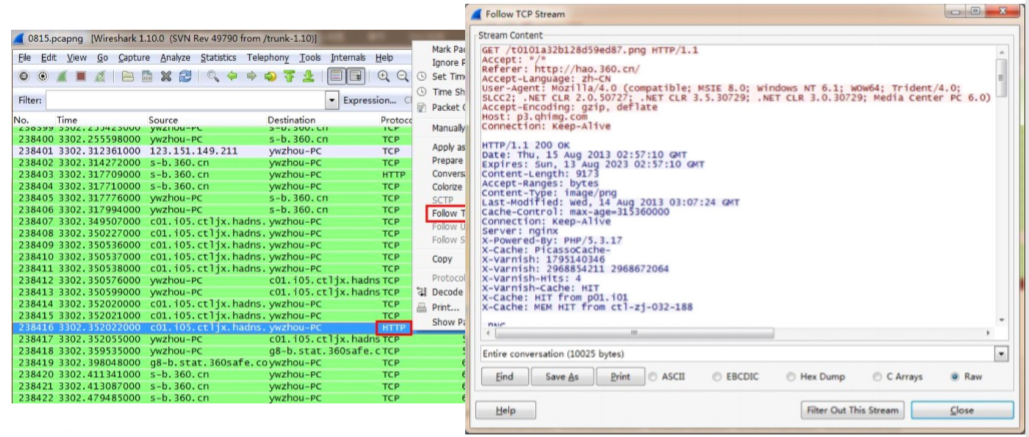 0815.pcapng [Wireshark 1.10.0 (SVN Rev 49790 from /trunk-1.10)]
File Edit View Go Capture Analyze Statistics Telephony Tools Internals Help
Filter: Expression...
No. Time Source Destination Protoc
238399 3302.255423000 ywzhou-PC s-b.360.cn TCP
238400 3302.255598000 ywzhou-PC s-b.360.cn TCP
238401 3302.312361000 123.151.149.211 ywzhou-PC TCP
238402 3302.314272000 s-b.360.cn ywzhou-PC TCP
238403 3302.317709000 s-b.360.cn ywzhou-PC HTTP
238404 3302.317710000 s-b.360.cn ywzhou-PC TCP
238405 3302.317776000 ywzhou-PC s-b.360.cn TCP
238406 3302.317994000 ywzhou-PC s-b.360.cn TCP
238407 3302.349507000 c01.i05.ctljx.hadns. ywzhou-PC TCP
238408 3302.350227000 c01.i05.ctljx.hadns. ywzhou-PC TCP
238409 3302.350536000 c01.i05.ctljx.hadns. ywzhou-PC TCP
238410 3302.350537000 c01.i05.ctljx.hadns. ywzhou-PC TCP
238411 3302.350538000 c01.i05.ctljx.hadns. ywzhou-PC TCP
238412 3302.350576000 ywzhou-PC c01.i05.ctljx.hadns TCP
238413 3302.350599000 ywzhou-PC c01.i05.ctljx.hadns TCP
238414 3302.352020000 c01.i05.ctljx.hadns. ywzhou-PC TCP
238415 3302.352021000 c01.i05.ctljx.hadns. ywzhou-PC TCP
238416 3302.352022000 c01.i05.ctljx.hadns. ywzhou-PC HTTP
238417 3302.352055000 ywzhou-PC c01.i05.ctljx.hadns TCP
238418 3302.359535000 ywzhou-PC g8-b.stat.360safe.c TCP
238419 3302.398048000 g8-b.stat.360safe.co ywzhou-PC TCP
238420 3302.411341000 s-b.360.cn ywzhou-PC TCP
238421 3302.413087000 s-b.360.cn ywzhou-PC TCP
238422 3302.479485000 s-b.360.cn ywzhou-PC TCP
Mark Pa
Ignore P
Set Tim
Time Sh
Packet C
Manually
Apply as
Prepare
Convers
Colorize
SCTP
Follow T
Follow U
Follow S
Copy
Protocol
Decode
Print...
Show Pa
Follow TCP Stream
Stream Content
GET /t0101a32b128d59ed87.png HTTP/1.1
Accept: */*
Referer: http://hao.360.cn/
Accept-Language: zh-CN
User-Agent: Mozilla/4.0 (compatible; MSIE 8.0; Windows NT 6.1; WOW64; Trident/4.0;
SLCC2; .NET CLR 2.0.50727; .NET CLR 3.5.30729; .NET CLR 3.0.30729; Media Center PC 6.0)
Accept-Encoding: gzip, deflate
Host: p3.qhimg.com
Connection: Keep-Alive
HTTP/1.1 200 OK
Date: Thu, 15 Aug 2013 02:57:10 GMT
Expires: Sun, 13 Aug 2023 02:57:10 GMT
Content-Length: 9173
Accept-Ranges: bytes
Content-Type: image/png
Last-Modified: Wed, 14 Aug 2013 03:07:24 GMT
Cache-Control: max-age=315360000
Connection: Keep-Alive
Server: nginx
X-Powered-By: PHP/5.3.17
X-Cache: PicassoCache-
X-Varnish: 1795140346
X-Varnish: 2968854211 2968672064
X-Varnish-Hits: 4
X-Varnish-Cache: HIT
X-Cache: HIT from p01.i01
X-Cache: MEM HIT from ctl-zj-032-188
Entire conversation (10025 bytes)
Find Save As Print ASCII EBCDIC Hex Dump C Arrays Raw
Help Filter Out This Stream Close